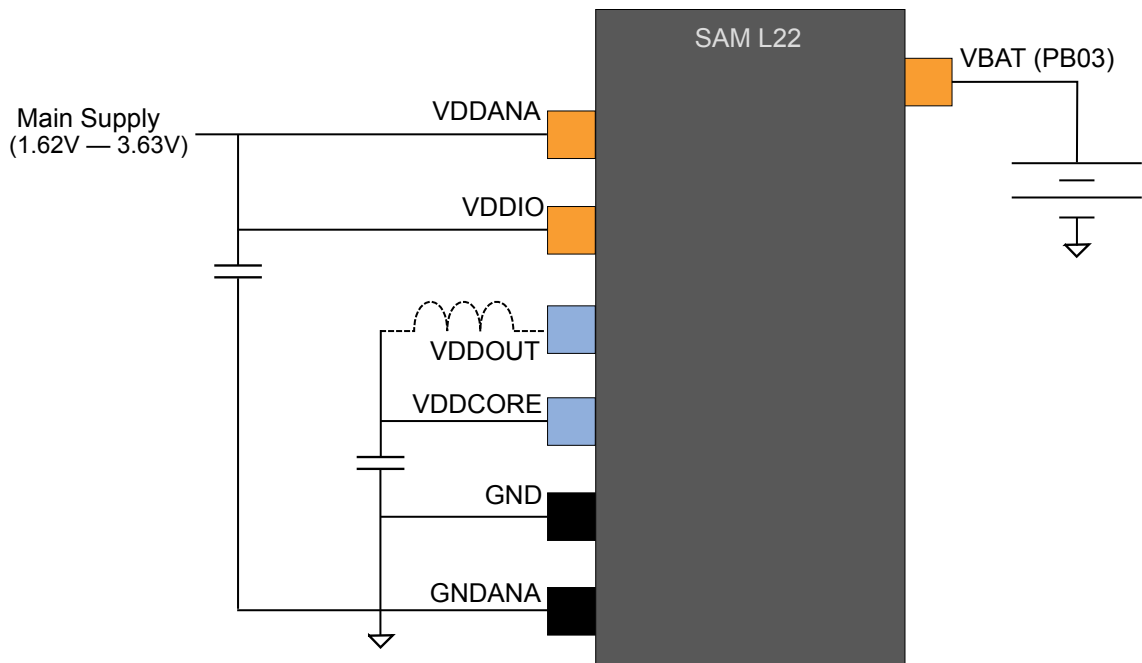 SAM L22
VBAT (PB03)
VDDANA
Main Supply
(1.62V — 3.63V)
VDDIO
VDDOUT
VDDCORE
GND
GNDANA